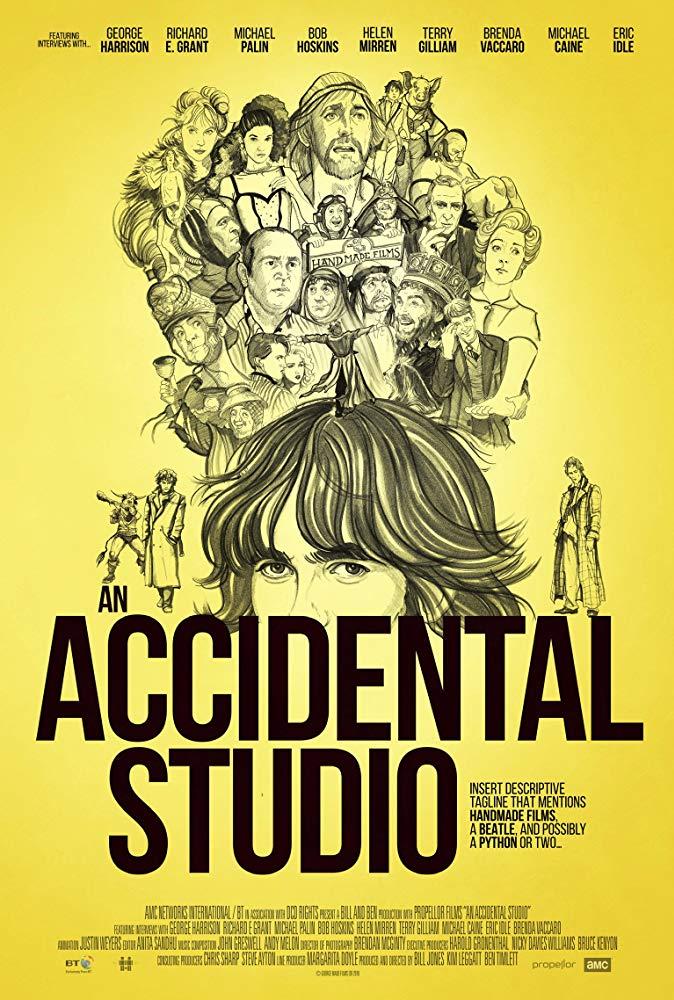 FEATURING INTERVIEWS WITH...
GEORGE HARRISON
RICHARD E. GRANT
MICHAEL PALIN
BOB HOSKINS
HELEN MIRREN
TERRY GILLIAM
BRENDA VACCARO
MICHAEL CAINE
ERIC IDLE
HANDMADE FILMS
AN
ACCIDENTAL
STUDIO
INSERT DESCRIPTIVE
TAGLINE THAT MENTIONS
HANDMADE FILMS,
A BEATLE, AND POSSIBLY
A PYTHON OR TWO...
AMC NETWORKS INTERNATIONAL / BT IN ASSOCIATION WITH DCD RIGHTS PRESENT A BILL AND BEN PRODUCTION WITH PROPELLOR FILMS "AN ACCIDENTAL STUDIO"
FEATURING INTERVIEWS WITH GEORGE HARRISON RICHARD E GRANT MICHAEL PALIN BOB HOSKINS HELEN MIRREN TERRY GILLIAM MICHAEL CAINE ERIC IDLE BRENDA VACCARO
ANIMATION JUSTIN WEYERS EDITOR ANITA SANDHU MUSIC COMPOSITION JOHN GRESWELL ANDY MELON DIRECTOR OF PHOTOGRAPHY BRENDAN MCGINTY EXECUTIVE PRODUCERS HAROLD GRONENTHAL NICKY DAVIES WILLIAMS BRUCE KENYON
CONSULTING PRODUCERS CHRIS SHARP STEVE AYTON LINE PRODUCER MARGARITA DOYLE PRODUCED AND DIRECTED BY BILL JONES KIM LEGGATT BEN TIMLETT
BT
propellor
amc